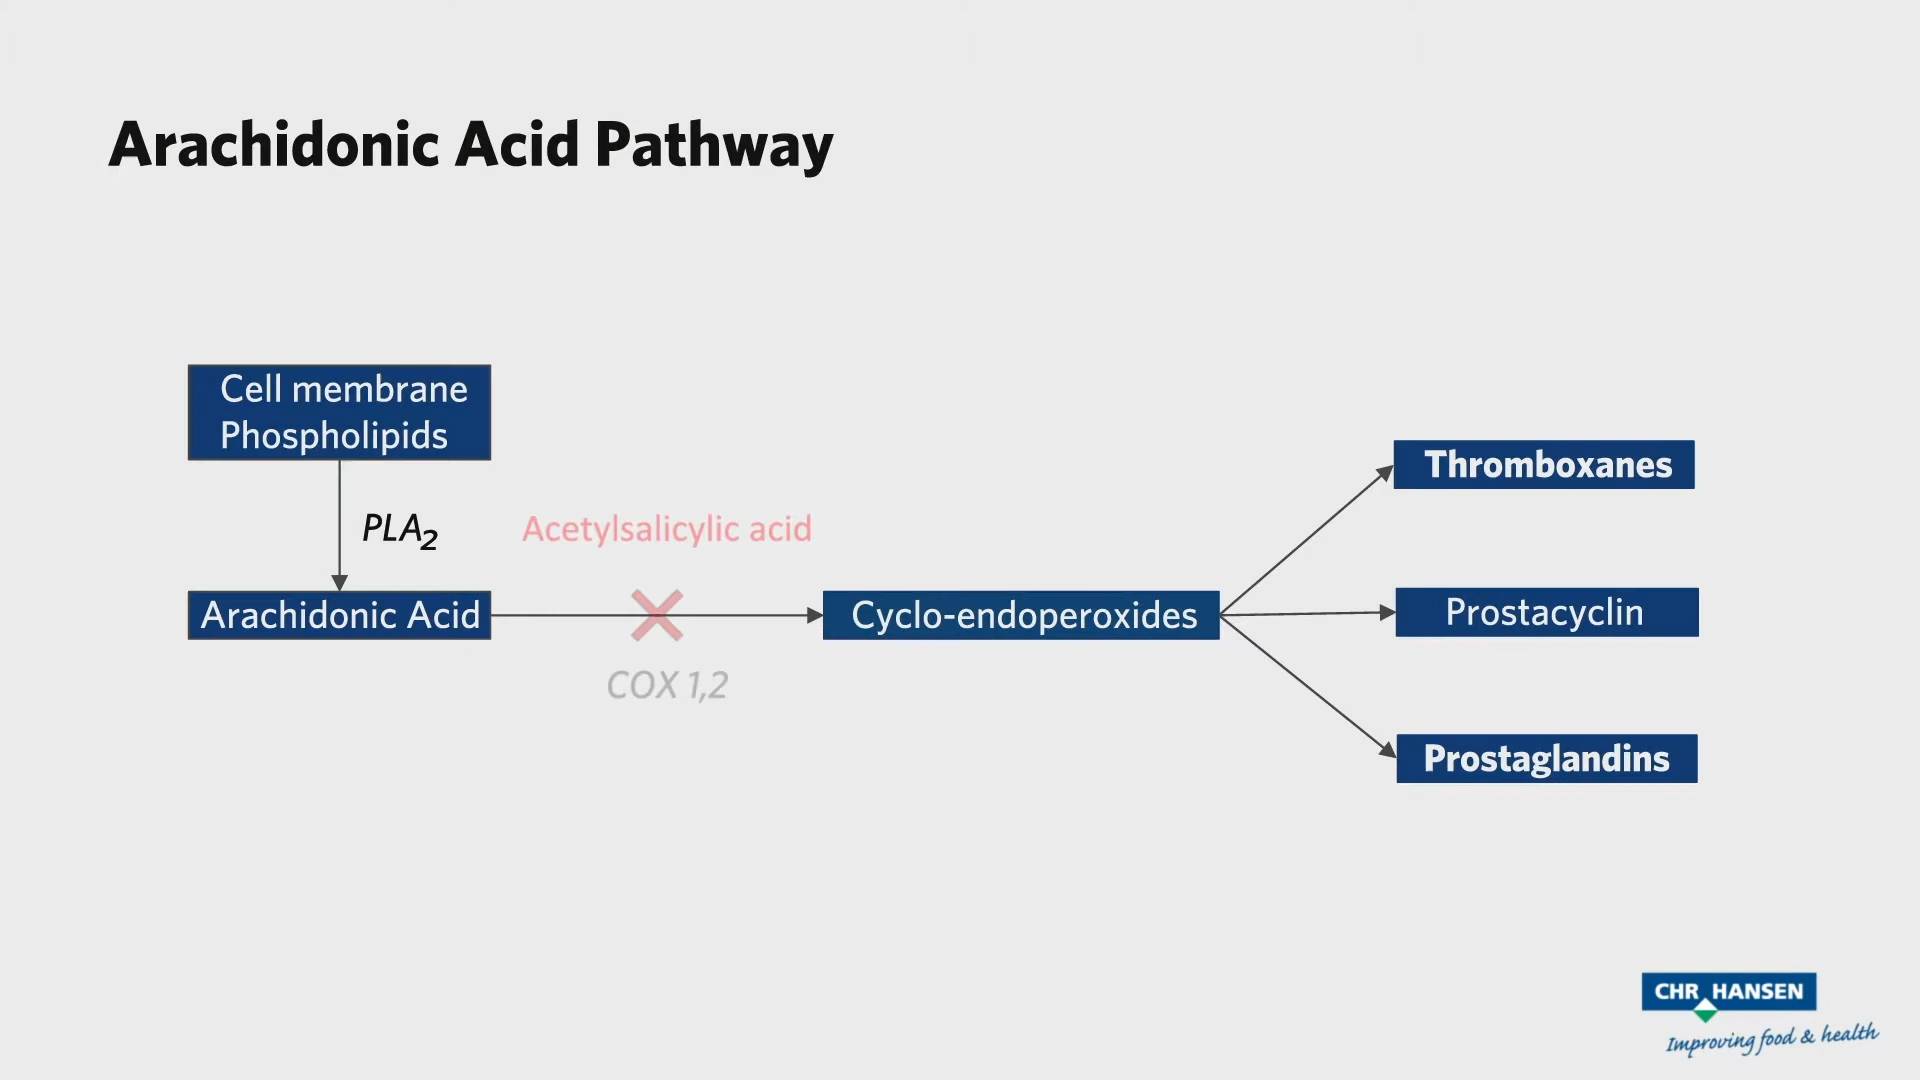 Arachidonic Acid Pathway
Cell membrane
Phospholipids
PLA2
Acetylsalicylic acid
Arachidonic Acid
COX 1,2
Cyclo-endoperoxides
Thromboxanes
Prostacyclin
Prostaglandins
CHR HANSEN
Improving food & health